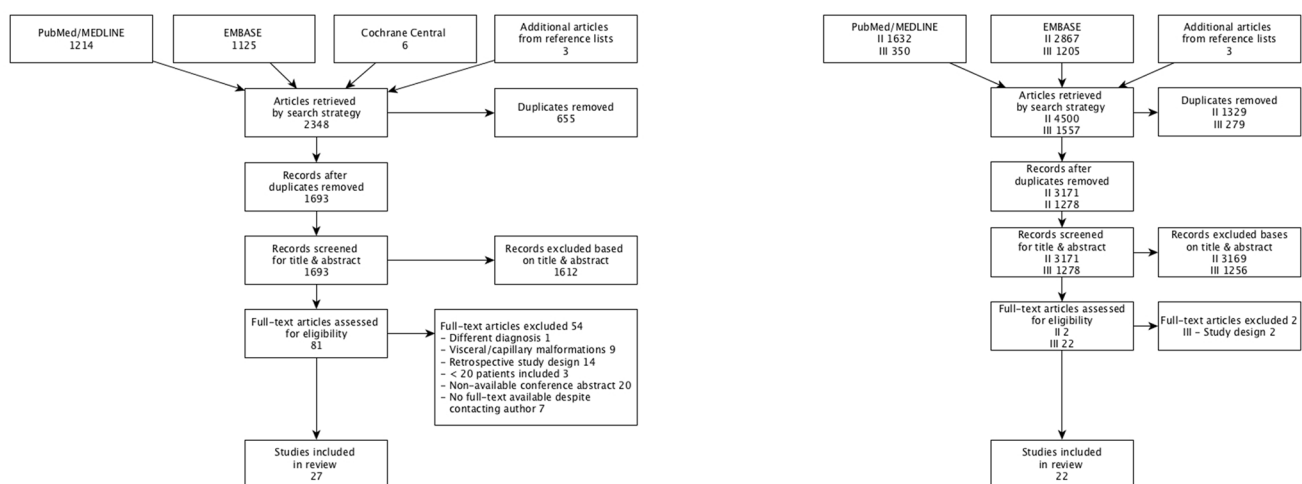 PubMed/MEDLINE
1214
EMBASE
1125
Cochrane Central
6
Additional articles
from reference lists
3
Articles retrieved
by search strategy
2348
Duplicates removed
655
Records after
duplicates removed
1693
Records screened
for title & abstract
1693
Records excluded based
on title & abstract
1612
Full-text articles assessed
for eligibility
81
Full-text articles excluded 54
– Different diagnosis 1
– Visceral/capillary malformations 9
– Retrospective study design 14
– < 20 patients included 3
– Non-available conference abstract 20
– No full-text available despite
contacting author 7
Studies included
in review
27
PubMed/MEDLINE
II 1632
III 350
EMBASE
II 2867
III 1205
Additional articles
from reference lists
3
Articles retrieved
by search strategy
II 4500
III 1557
Duplicates removed
II 1329
III 279
Records after
duplicates removed
II 3171
II 1278
Records screened
for title & abstract
II 3171
III 1278
Records excluded bases
on title & abstract
II 3169
III 1256
Full-text articles assessed
for eligibility
II 2
III 22
Full-text articles excluded 2
III – Study design 2
Studies included
in review
22